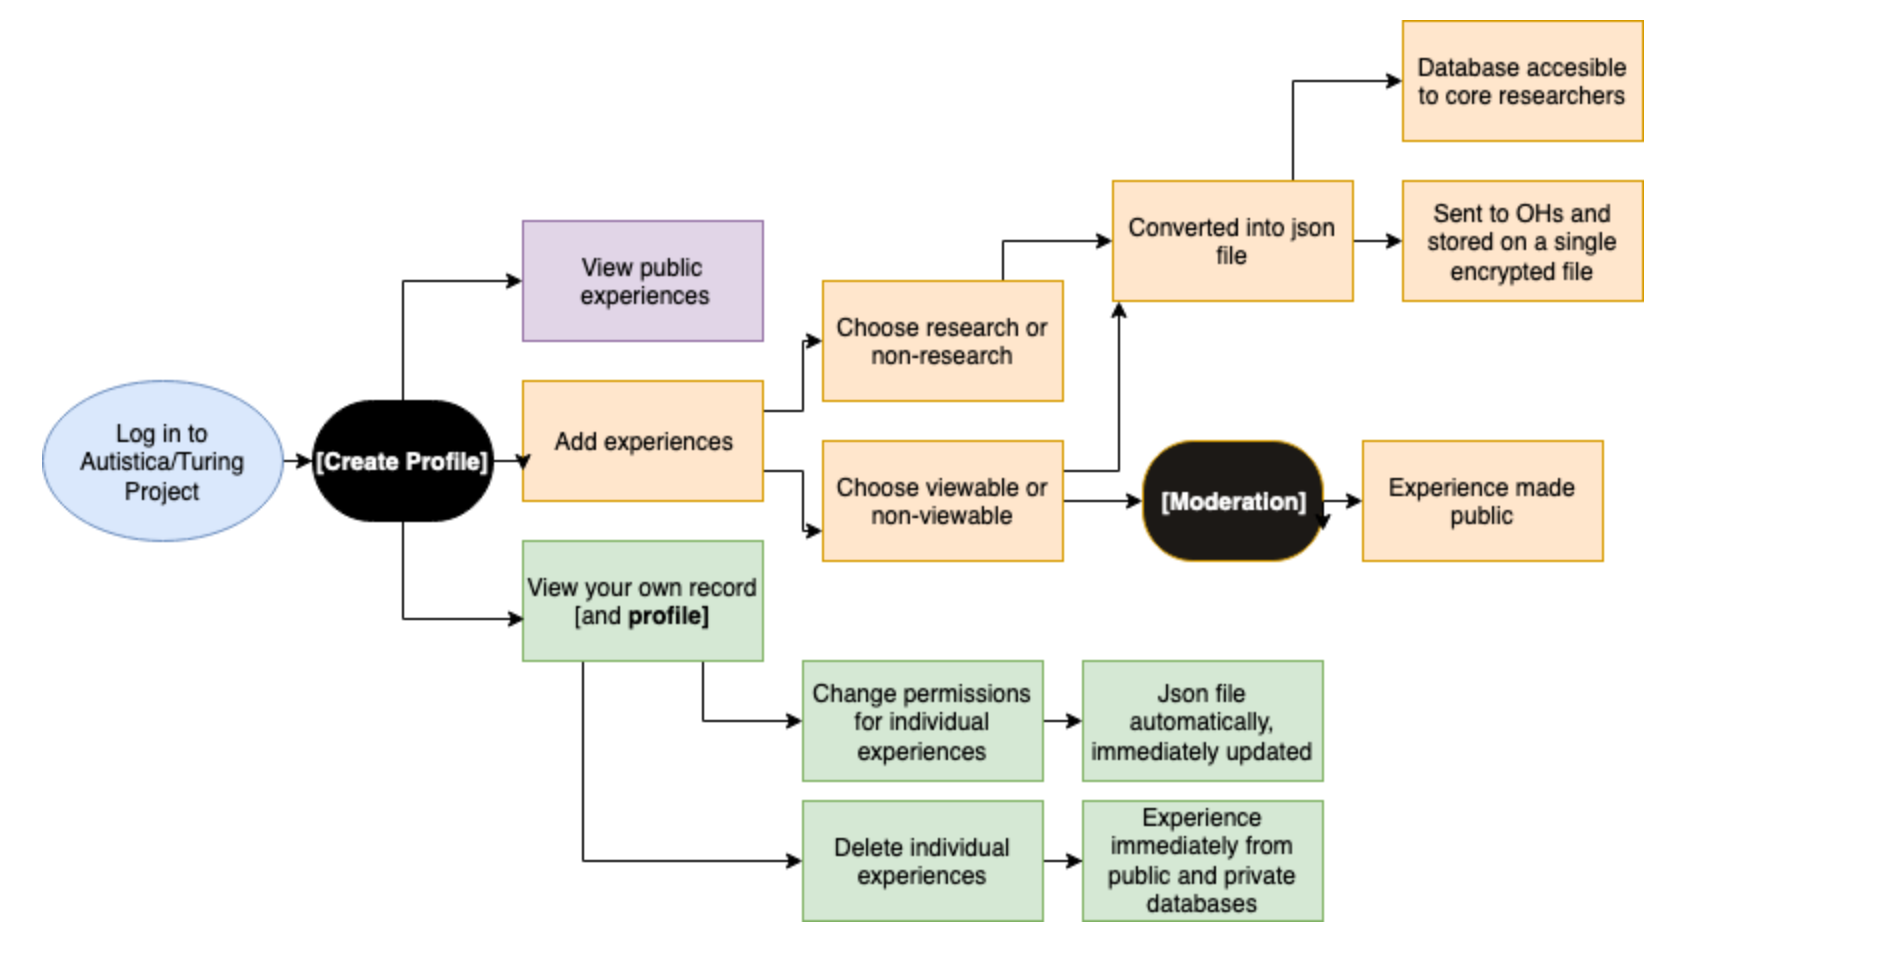 Database accesible
to core researchers
Converted into json
file
Sent to OHs and
stored on a single
encrypted file
View public
experiences
Choose research or
non-research
Log in to
Autistica/Turing
Project
[Create Profile]
Add experiences
Choose viewable or
non-viewable
[Moderation]
Experience made
public
View your own record
[and profile]
Change permissions
for individual
experiences
Json file
automatically,
immediately updated
Delete individual
experiences
Experience
immediately from
public and private
databases